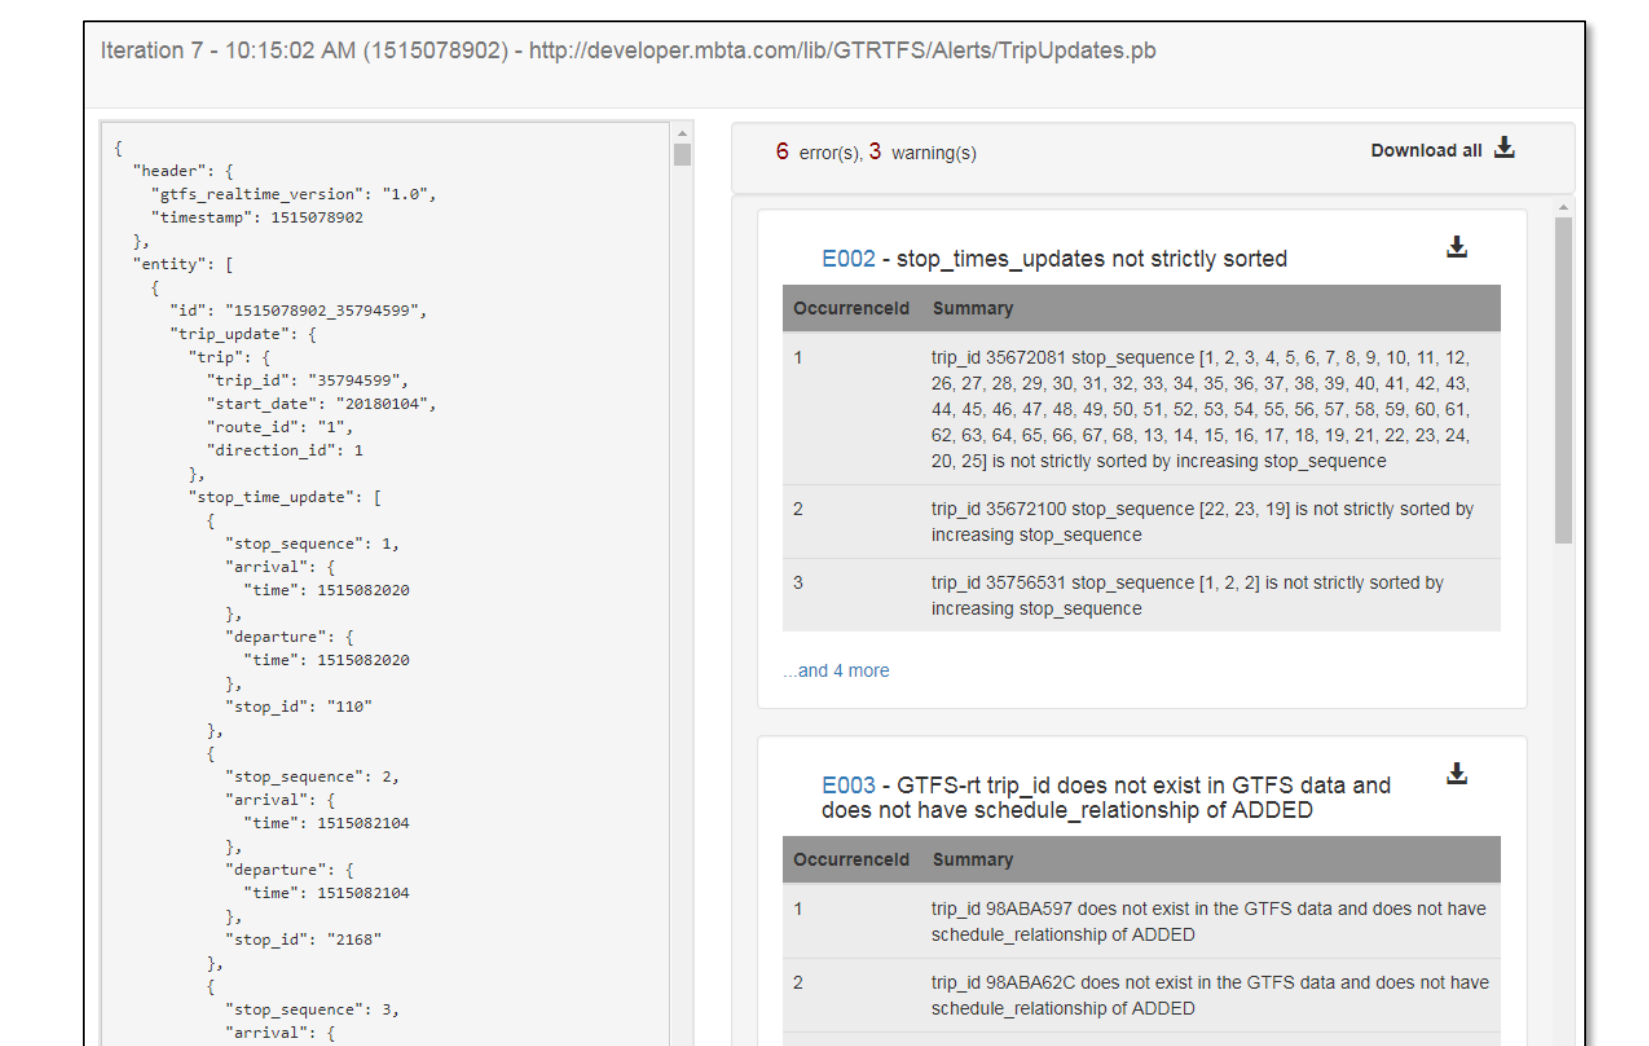 Iteration 7 - 10:15:02 AM (1515078902) - http://developer.mbta.com/lib/GTRTFS/Alerts/TripUpdates.pb
{
"header": {
"gtfs_realtime_version": "1.0",
"timestamp": 1515078902
},
"entity": [
{
"id": "1515078902_35794599",
"trip_update": {
"trip": {
"trip_id": "35794599",
"start_date": "20180104",
"route_id": "1",
"direction_id": 1
},
"stop_time_update": [
{
"stop_sequence": 1,
"arrival": {
"time": 1515082020
},
"departure": {
"time": 1515082020
},
"stop_id": "110"
},
{
"stop_sequence": 2,
"arrival": {
"time": 1515082104
},
"departure": {
"time": 1515082104
},
"stop_id": "2168"
},
{
"stop_sequence": 3,
"arrival": {
6 error(s), 3 warning(s)
Download all
E002 - stop_times_updates not strictly sorted
OccurrenceId Summary
1 trip_id 35672081 stop_sequence [1, 2, 3, 4, 5, 6, 7, 8, 9, 10, 11, 12,
26, 27, 28, 29, 30, 31, 32, 33, 34, 35, 36, 37, 38, 39, 40, 41, 42, 43,
44, 45, 46, 47, 48, 49, 50, 51, 52, 53, 54, 55, 56, 57, 58, 59, 60, 61,
62, 63, 64, 65, 66, 67, 68, 13, 14, 15, 16, 17, 18, 19, 21, 22, 23, 24,
20, 25] is not strictly sorted by increasing stop_sequence
2 trip_id 35672100 stop_sequence [22, 23, 19] is not strictly sorted by
increasing stop_sequence
3 trip_id 35756531 stop_sequence [1, 2, 2] is not strictly sorted by
increasing stop_sequence
...and 4 more
E003 - GTFS-rt trip_id does not exist in GTFS data and
does not have schedule_relationship of ADDED
OccurrenceId Summary
1 trip_id 98ABA597 does not exist in the GTFS data and does not have
schedule_relationship of ADDED
2 trip_id 98ABA62C does not exist in the GTFS data and does not have
schedule_relationship of ADDED